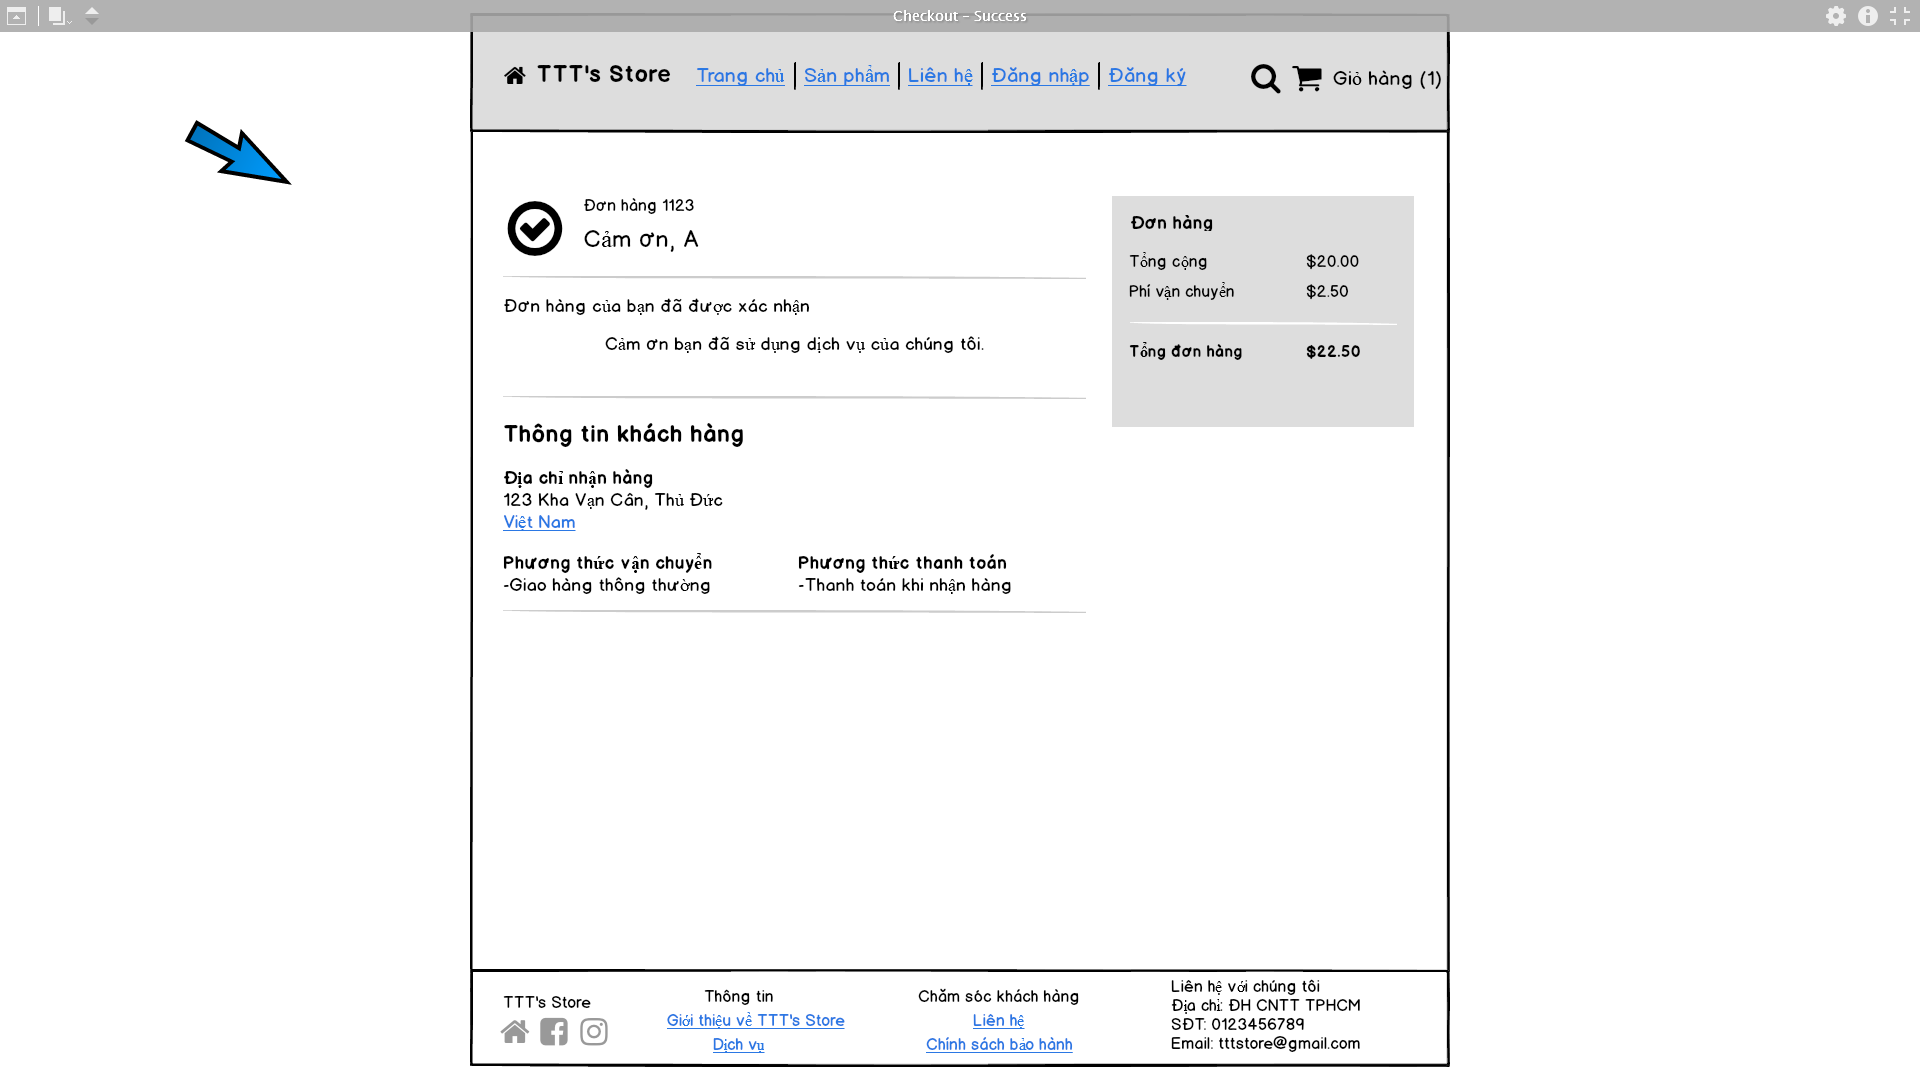 Checkout - Success
TTT's Store
Trang chủ
Sản phẩm
Liên hệ
Đăng nhập
Đăng ký
Giỏ hàng (1)
Đơn hàng 1123
Cảm ơn, A
Đơn hàng của bạn đã được xác nhận
Cảm ơn bạn đã sử dụng dịch vụ của chúng tôi.
Thông tin khách hàng
Địa chỉ nhận hàng
123 Kha Vạn Cân, Thủ Đức
Việt Nam
Phương thức vận chuyển
-Giao hàng thông thường
Phương thức thanh toán
-Thanh toán khi nhận hàng
Đơn hàng
Tổng cộng $20.00
Phí vận chuyển $2.50
Tổng đơn hàng $22.50
TTT's Store
Thông tin
Giới thiệu về TTT's Store
Dịch vụ
Chăm sóc khách hàng
Liên hệ
Chính sách bảo hành
Liên hệ với chúng tôi
Địa chỉ: ĐH CNTT TPHCM
SĐT: 0123456789
Email: tttstore@gmail.com